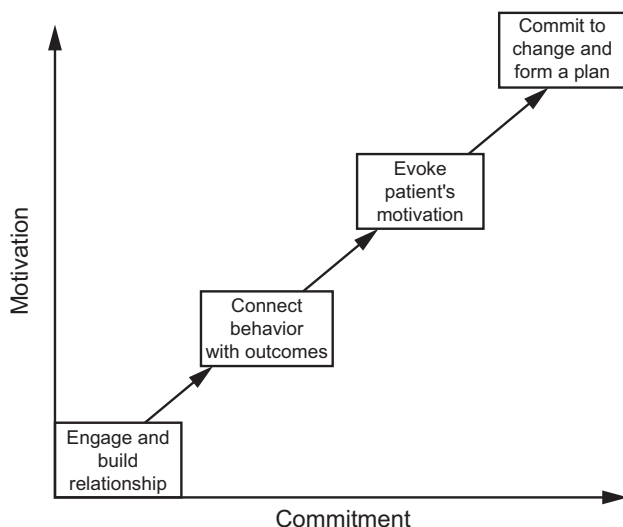 Commit to
change and
form a plan
Evoke
patient's
motivation
Motivation
Connect
behavior
with outcomes
Engage and
build
relationship
Commitment